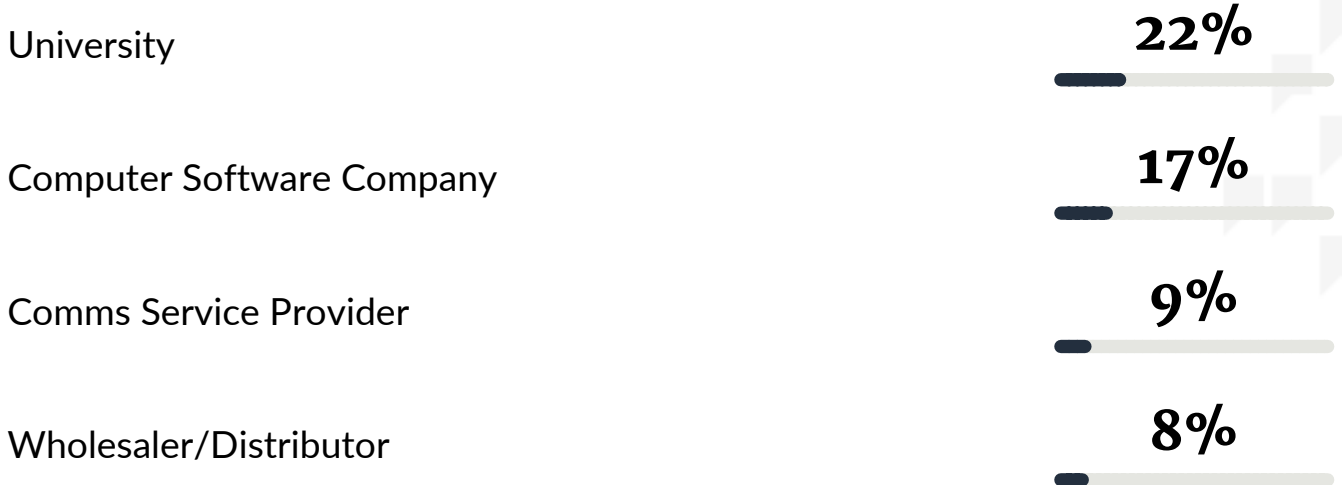 University
22%
Computer Software Company
17%
Comms Service Provider
9%
Wholesaler/Distributor
8%